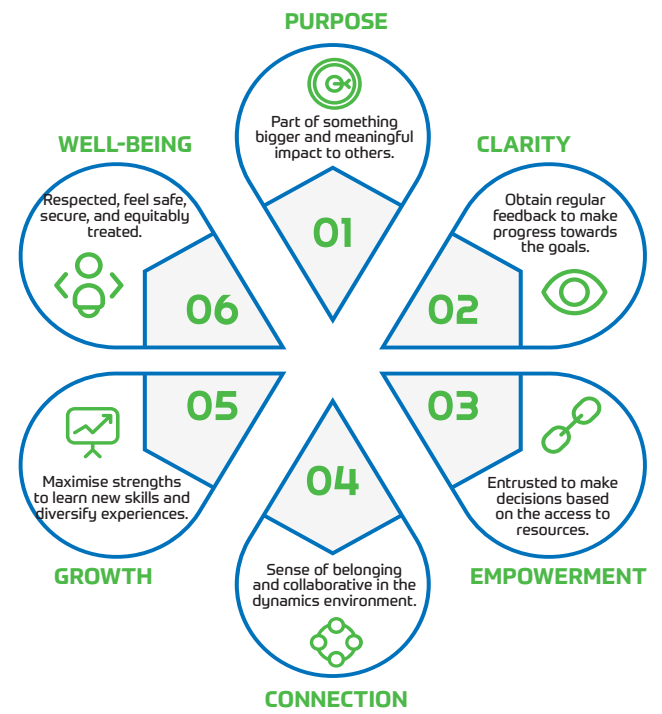 PURPOSE
Part of something
bigger and meaningful
impact to others.
01
CLARITY
Obtain regular
feedback to make
progress towards
the goals.
02
03
Entrusted to make
decisions based
on the access to
resources.
EMPOWERMENT
04
Sense of belonging
and collaborative in the
dynamics environment.
CONNECTION
05
Maximise strengths
to learn new skills and
diversify experiences.
GROWTH
WELL-BEING
Respected, feel safe,
secure, and equitably
treated.
06